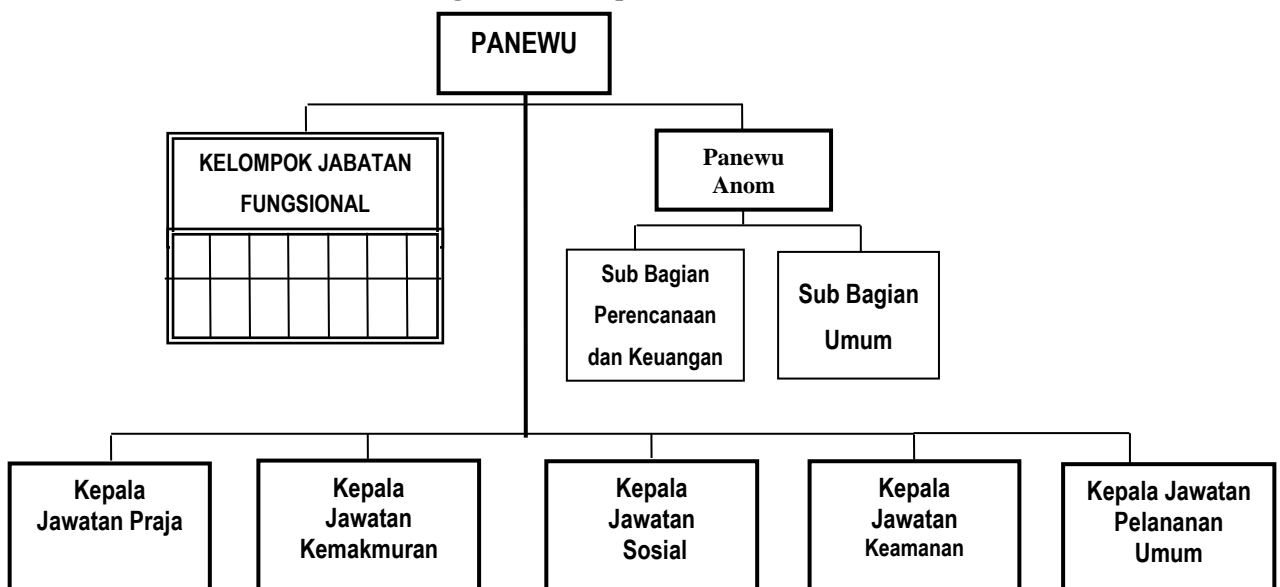 PANEWU
KELOMPOK JABATAN
FUNGSIONAL
Panewu
Anom
Sub Bagian
Perencanaan
dan Keuangan
Sub Bagian
Umum
Kepala
Jawatan Praja
Kepala
Jawatan
Kemakmuran
Kepala
Jawatan
Sosial
Kepala
Jawatan
Keamanan
Kepala Jawatan
Pelananan
Umum